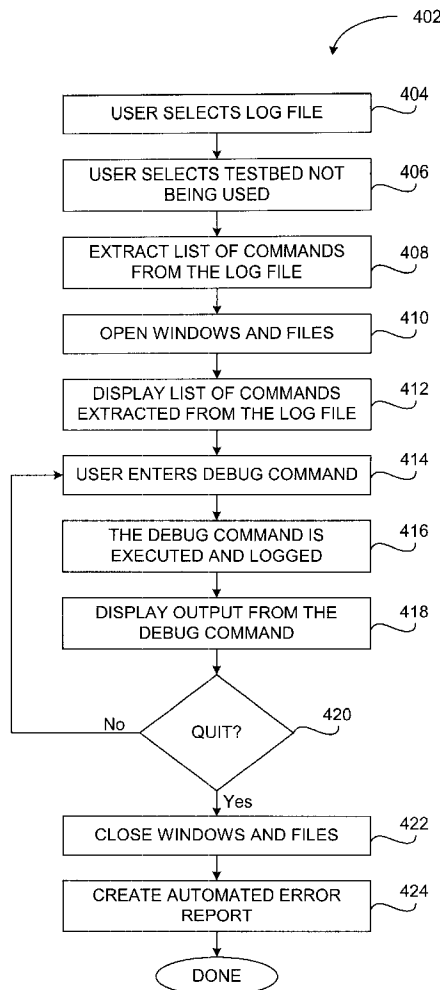 402
USER SELECTS LOG FILE
404
USER SELECTS TESTBED NOT
BEING USED
406
EXTRACT LIST OF COMMANDS
FROM THE LOG FILE
408
OPEN WINDOWS AND FILES
410
DISPLAY LIST OF COMMANDS
EXTRACTED FROM THE LOG FILE
412
USER ENTERS DEBUG COMMAND
414
THE DEBUG COMMAND IS
EXECUTED AND LOGGED
416
DISPLAY OUTPUT FROM THE
DEBUG COMMAND
418
QUIT?
420
No
Yes
CLOSE WINDOWS AND FILES
422
CREATE AUTOMATED ERROR
REPORT
424
DONE